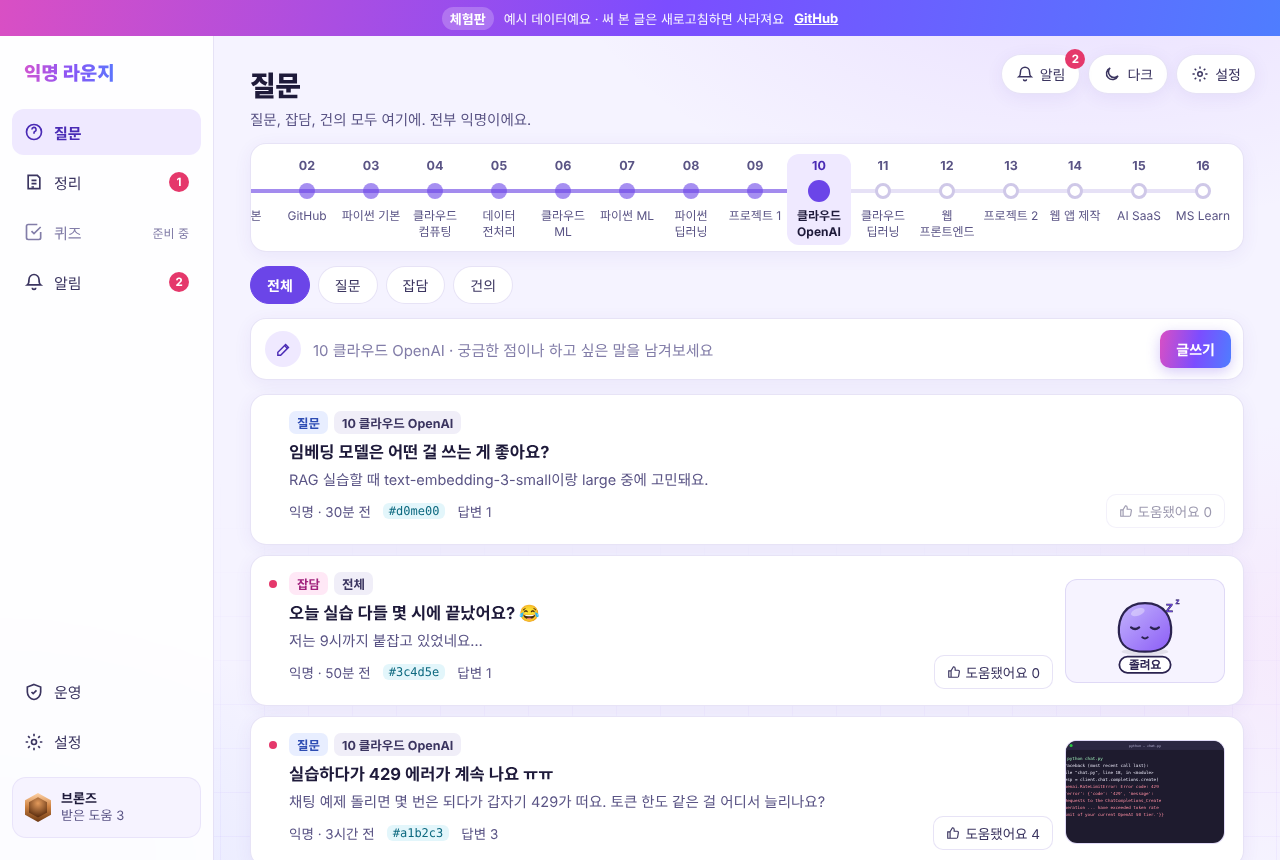 체험판 예시 데이터예요 · 써 본 글은 새로고침하면 사라져요 GitHub
익명 라운지
질문
정리 1
퀴즈 준비 중
알림 2
운영
설정
브론즈
받은 도움 3
질문
질문, 잡담, 건의 모두 여기에. 전부 익명이에요.
알림 2
다크
설정
본
02 GitHub
03 파이썬 기본
04 클라우드 컴퓨팅
05 데이터 전처리
06 클라우드 ML
07 파이썬 ML
08 파이썬 딥러닝
09 프로젝트 1
10 클라우드 OpenAI
11 클라우드 딥러닝
12 웹 프론트엔드
13 프로젝트 2
14 웹 앱 제작
15 AI SaaS
16 MS Learn
전체 질문 잡담 건의
10 클라우드 OpenAI · 궁금한 점이나 하고 싶은 말을 남겨보세요 글쓰기
질문 10 클라우드 OpenAI
임베딩 모델은 어떤 걸 쓰는 게 좋아요?
RAG 실습할 때 text-embedding-3-small이랑 large 중에 고민돼요.
익명 · 30분 전 #d0me00 답변 1 도움됐어요 0
잡담 전체
오늘 실습 다들 몇 시에 끝났어요? 😂
저는 9시까지 붙잡고 있었네요…
익명 · 50분 전 #3c4d5e 답변 1 도움됐어요 0
z z
졸려요
질문 10 클라우드 OpenAI
실습하다가 429 에러가 계속 나요 ㅠㅠ
채팅 예제 돌리면 몇 번은 되다가 갑자기 429가 떠요. 토큰 한도 같은 걸 어디서 늘리나요?
익명 · 3시간 전 #a1b2c3 답변 3 도움됐어요 4
python — chat.py
python chat.py